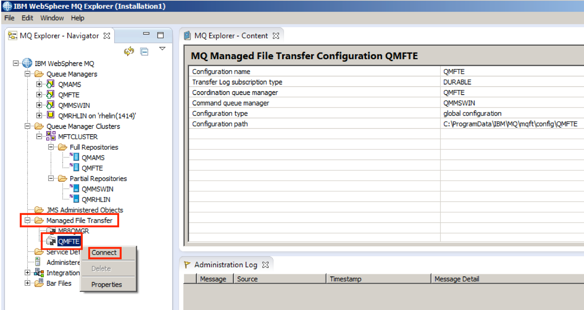 IBM WebSphere MQ Explorer (Installation1)
File Edit Window Help
MQ Explorer - Navigator
IBM WebSphere MQ
Queue Managers
QMAMS
QMFTE
QMMSWIN
QMRHLIN on 'rhelin(1414)'
Queue Manager Clusters
MFTCLUSTER
Full Repositories
QMAMS
QMFTE
Partial Repositories
QMMSWIN
QMRHLIN
JMS Administered Objects
Managed File Transfer
MB8QMGR
QMFTE
Service Def
Administere
Integration
Bar Files
Connect
Delete
Properties
MQ Explorer - Content
MQ Managed File Transfer Configuration QMFTE
Configuration name QMFTE
Transfer Log subscription type DURABLE
Coordination queue manager QMFTE
Command queue manager QMMSWIN
Configuration type global configuration
Configuration path C:\ProgramData\IBM\MQ\mqft\config\QMFTE
Administration Log
Message Source Timestamp Message Detail